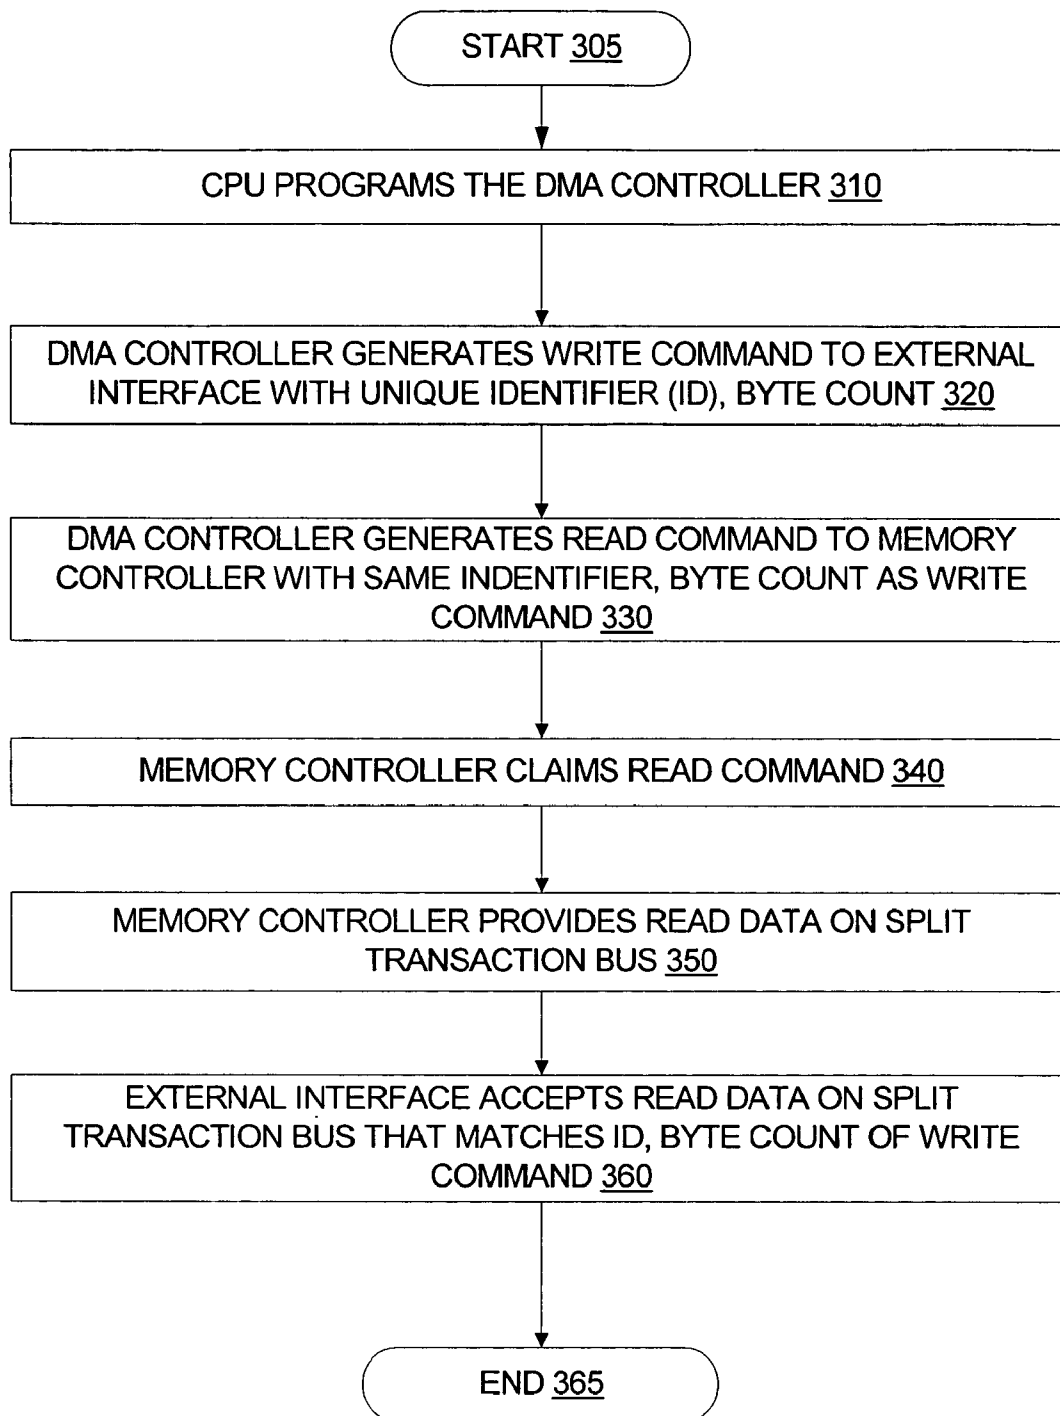 START 305
CPU PROGRAMS THE DMA CONTROLLER 310
DMA CONTROLLER GENERATES WRITE COMMAND TO EXTERNAL
INTERFACE WITH UNIQUE IDENTIFIER (ID), BYTE COUNT 320
DMA CONTROLLER GENERATES READ COMMAND TO MEMORY
CONTROLLER WITH SAME INDENTIFIER, BYTE COUNT AS WRITE
COMMAND 330
MEMORY CONTROLLER CLAIMS READ COMMAND 340
MEMORY CONTROLLER PROVIDES READ DATA ON SPLIT
TRANSACTION BUS 350
EXTERNAL INTERFACE ACCEPTS READ DATA ON SPLIT
TRANSACTION BUS THAT MATCHES ID, BYTE COUNT OF WRITE
COMMAND 360
END 365